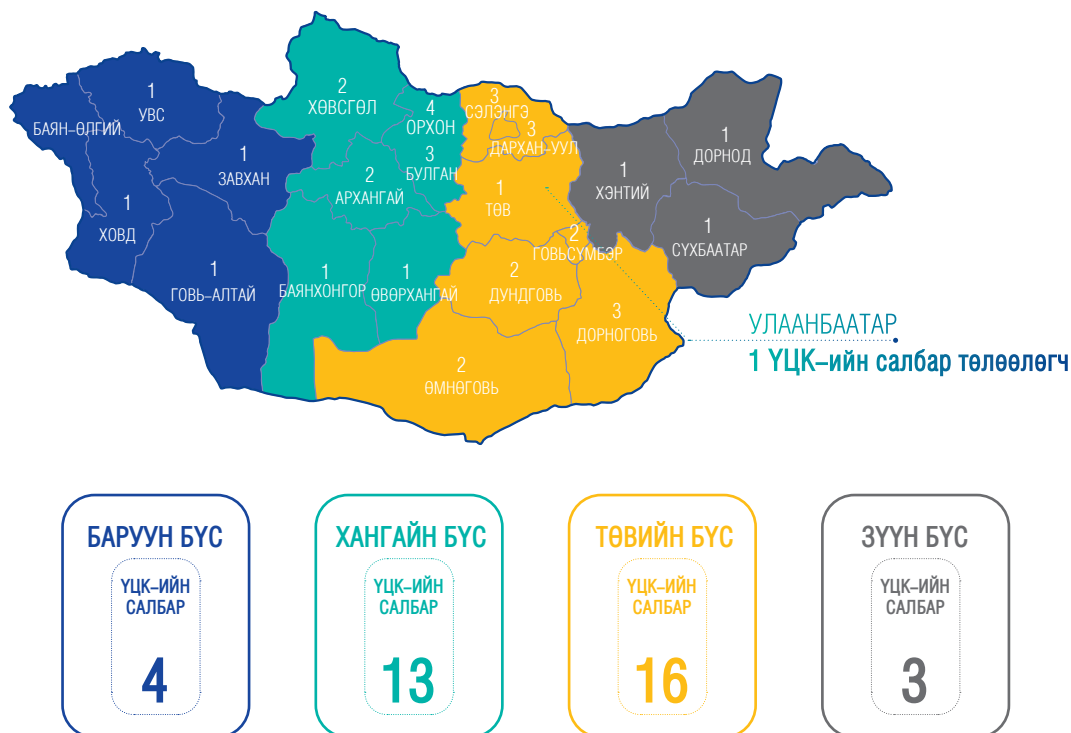 1
УВС
БАЯН-ӨЛГИЙ
1
ЗАВХАН
1
ХОВД
1
ГОВЬ-АЛТАЙ
2
ХӨВСГӨЛ
4
ОРХОН
3
БУЛГАН
2
АРХАНГАЙ
1
БАЯНХОНГОР
1
ӨВӨРХАНГАЙ
3
СЭЛЭНГЭ
3
ДАРХАН-УУЛ
1
ТӨВ
2
ГОВЬСҮМБЭР
2
ДУНДГОВЬ
3
ДОРНОГОВЬ
2
ӨМНӨГОВЬ
1
ХЭНТИЙ
1
ДОРНОД
1
СҮХБААТАР
УЛААНБААТАР
1 ҮЦК-ийн салбар төлөөлөгч
БАРУУН БҮС
ҮЦК-ИЙН
САЛБАР
4
ХАНГАЙН БҮС
ҮЦК-ИЙН
САЛБАР
13
ТӨВИЙН БҮС
ҮЦК-ИЙН
САЛБАР
16
ЗҮҮН БҮС
ҮЦК-ИЙН
САЛБАР
3